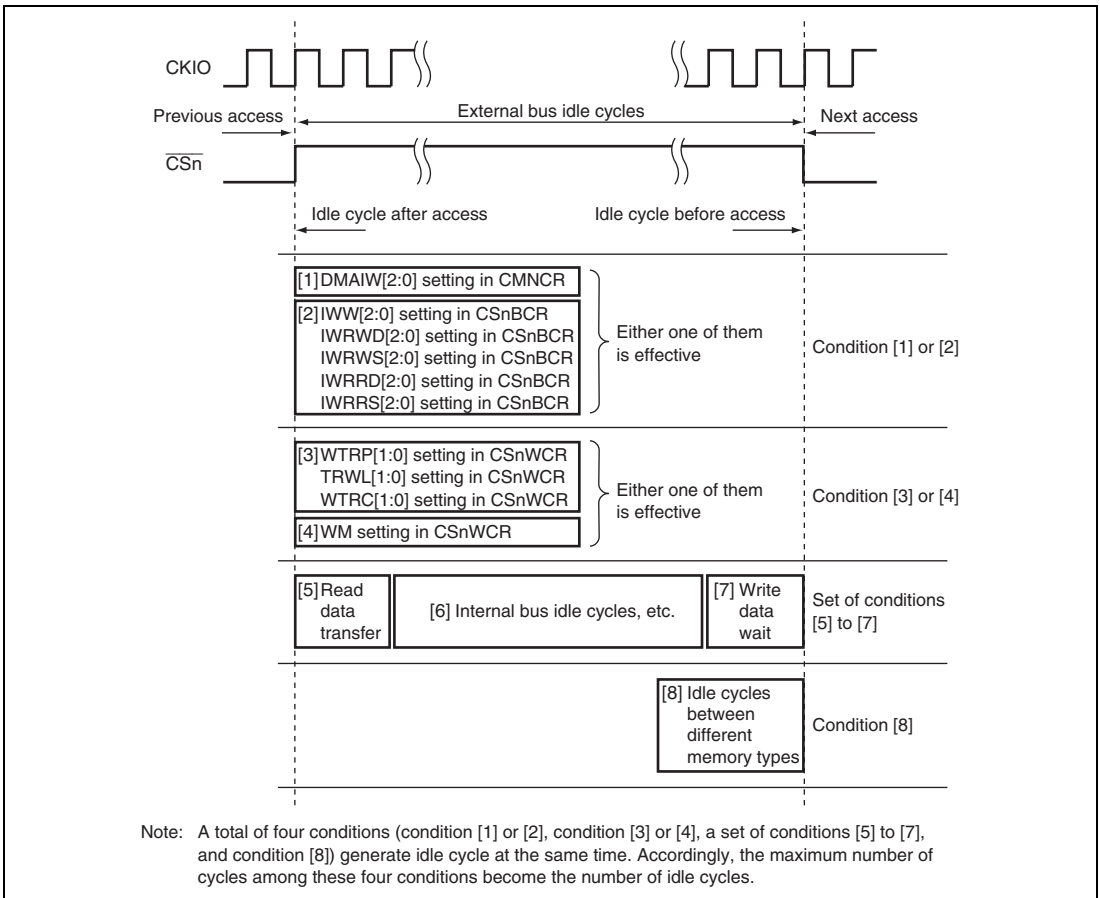 CKIO
Previous access
External bus idle cycles
Next access
CSn
Idle cycle after access
Idle cycle before access
[1] DMAIW[2:0] setting in CMNCR
[2] IWW[2:0] setting in CSnBCR
IWRWD[2:0] setting in CSnBCR
IWRWS[2:0] setting in CSnBCR
IWRRD[2:0] setting in CSnBCR
IWRRS[2:0] setting in CSnBCR
Either one of them
is effective
Condition [1] or [2]
[3] WTRP[1:0] setting in CSnWCR
TRWL[1:0] setting in CSnWCR
WTRC[1:0] setting in CSnWCR
[4] WM setting in CSnWCR
Either one of them
is effective
Condition [3] or [4]
[5] Read
data
transfer
[6] Internal bus idle cycles, etc.
[7] Write
data
wait
Set of conditions
[5] to [7]
[8] Idle cycles
between
different
memory types
Condition [8]
Note: A total of four conditions (condition [1] or [2], condition [3] or [4], a set of conditions [5] to [7],
and condition [8]) generate idle cycle at the same time. Accordingly, the maximum number of
cycles among these four conditions become the number of idle cycles.